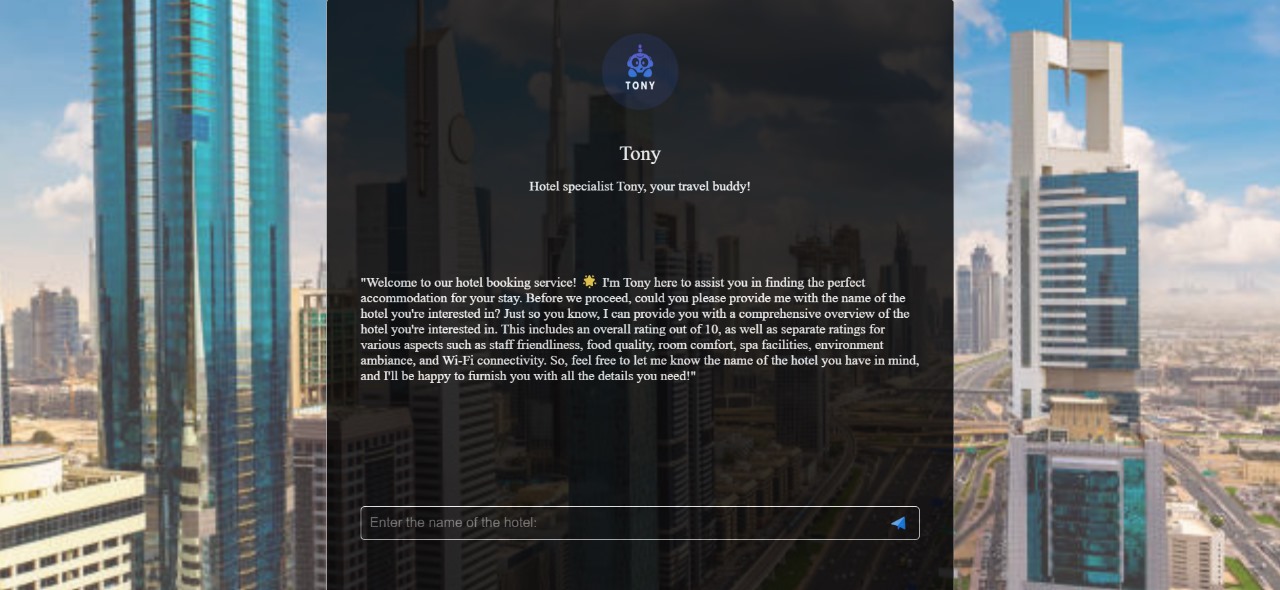 TONY
Tony
Hotel specialist Tony, your travel buddy!
"Welcome to our hotel booking service! 🌟 I'm Tony here to assist you in finding the perfect
accommodation for your stay. Before we proceed, could you please provide me with the name of the
hotel you're interested in? Just so you know, I can provide you with a comprehensive overview of the
hotel you're interested in. This includes an overall rating out of 10, as well as separate ratings for
various aspects such as staff friendliness, food quality, room comfort, spa facilities, environment
ambiance, and Wi-Fi connectivity. So, feel free to let me know the name of the hotel you have in mind,
and I'll be happy to furnish you with all the details you need!"
Enter the name of the hotel: